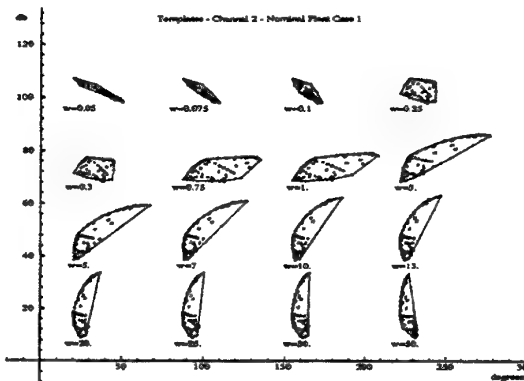 db
Templates - Channel 2 - Nominal Plant Case 1
120
100
w=0.05 w=0.075 w=0.1 w=0.25
80
w=0.3 w=0.75 w=1.
60
40
w=5. w=7 w=10. w=15.
20
w=20. w=25. w=50.
50 100 150 200 250 300
degrees